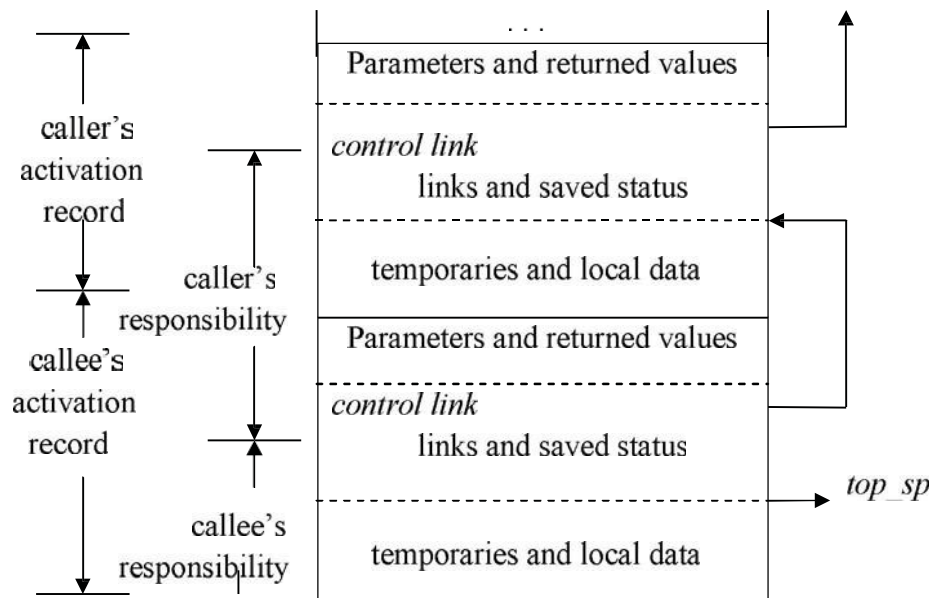 . . .
Parameters and returned values
caller's
activation
record
control link
links and saved status
temporaries and local data
caller's
responsibility
Parameters and returned values
callee's
activation
record
control link
links and saved status
top_sp
callee's
responsibility
temporaries and local data